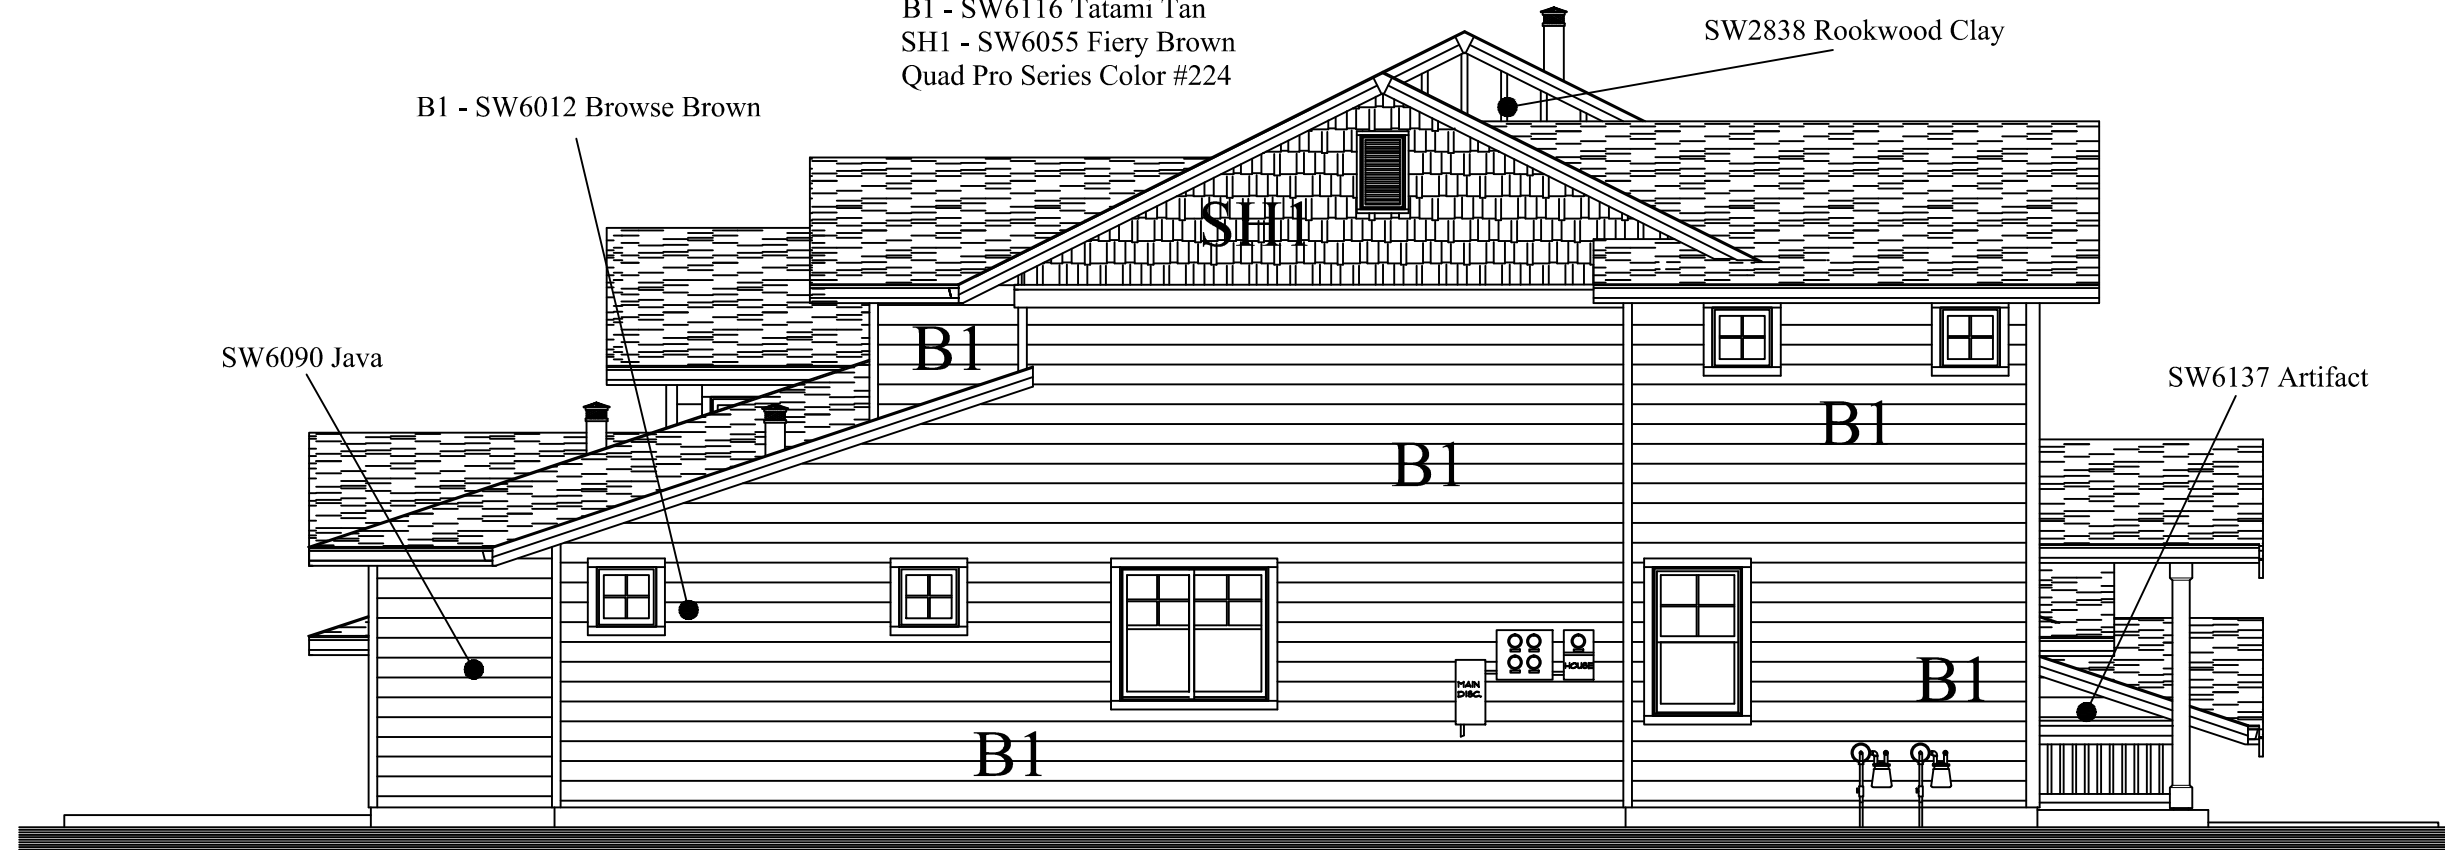 B1 - SW6116 Tatami Tan
SH1 - SW6055 Fiery Brown
Quad Pro Series Color #224
SW2838 Rookwood Clay
B1 - SW6012 Browse Brown
SH1
B1
SW6090 Java
SW6137 Artifact
B1
B1
HOUSE
MAIN
DISC.
B1
B1